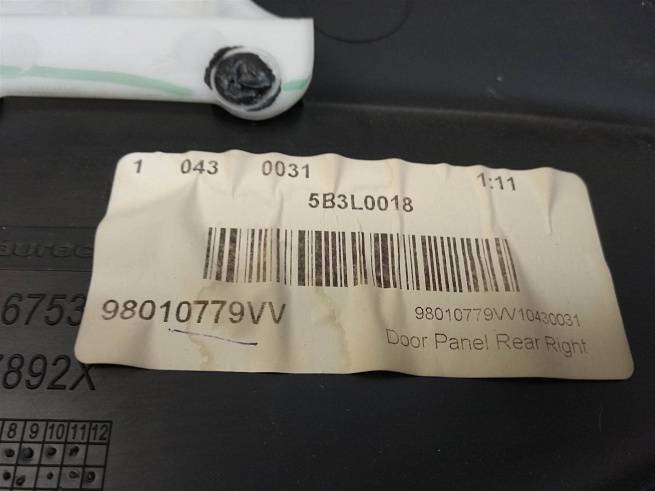 1 043 0031 1:11
5B3L0018
98010779VV 98010779VV10430031
Door Panel Rear Right
6753
7892X
8 9 10 11 12